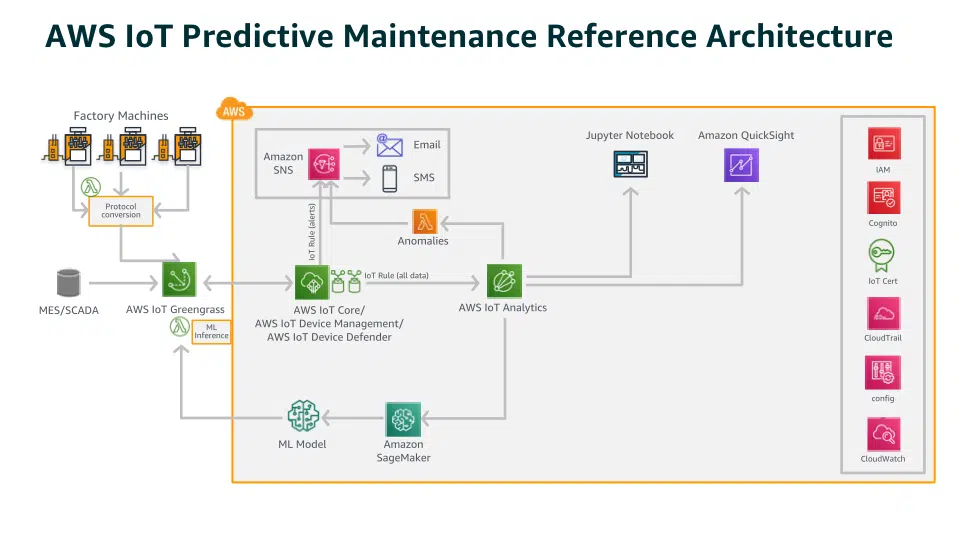 AWS IoT Predictive Maintenance Reference Architecture
Factory Machines
AWS
Protocol
conversion
MES/SCADA
AWS IoT Greengrass
ML
Inference
Amazon
SNS
@
Email
SMS
IoT Rule (alerts)
Anomalies
IoT Rule (all data)
AWS IoT Core/
AWS IoT Device Management/
AWS IoT Device Defender
AWS IoT Analytics
ML Model
Amazon
SageMaker
Jupyter Notebook
Amazon QuickSight
IAM
Cognito
IoT Cert
CloudTrail
config
CloudWatch